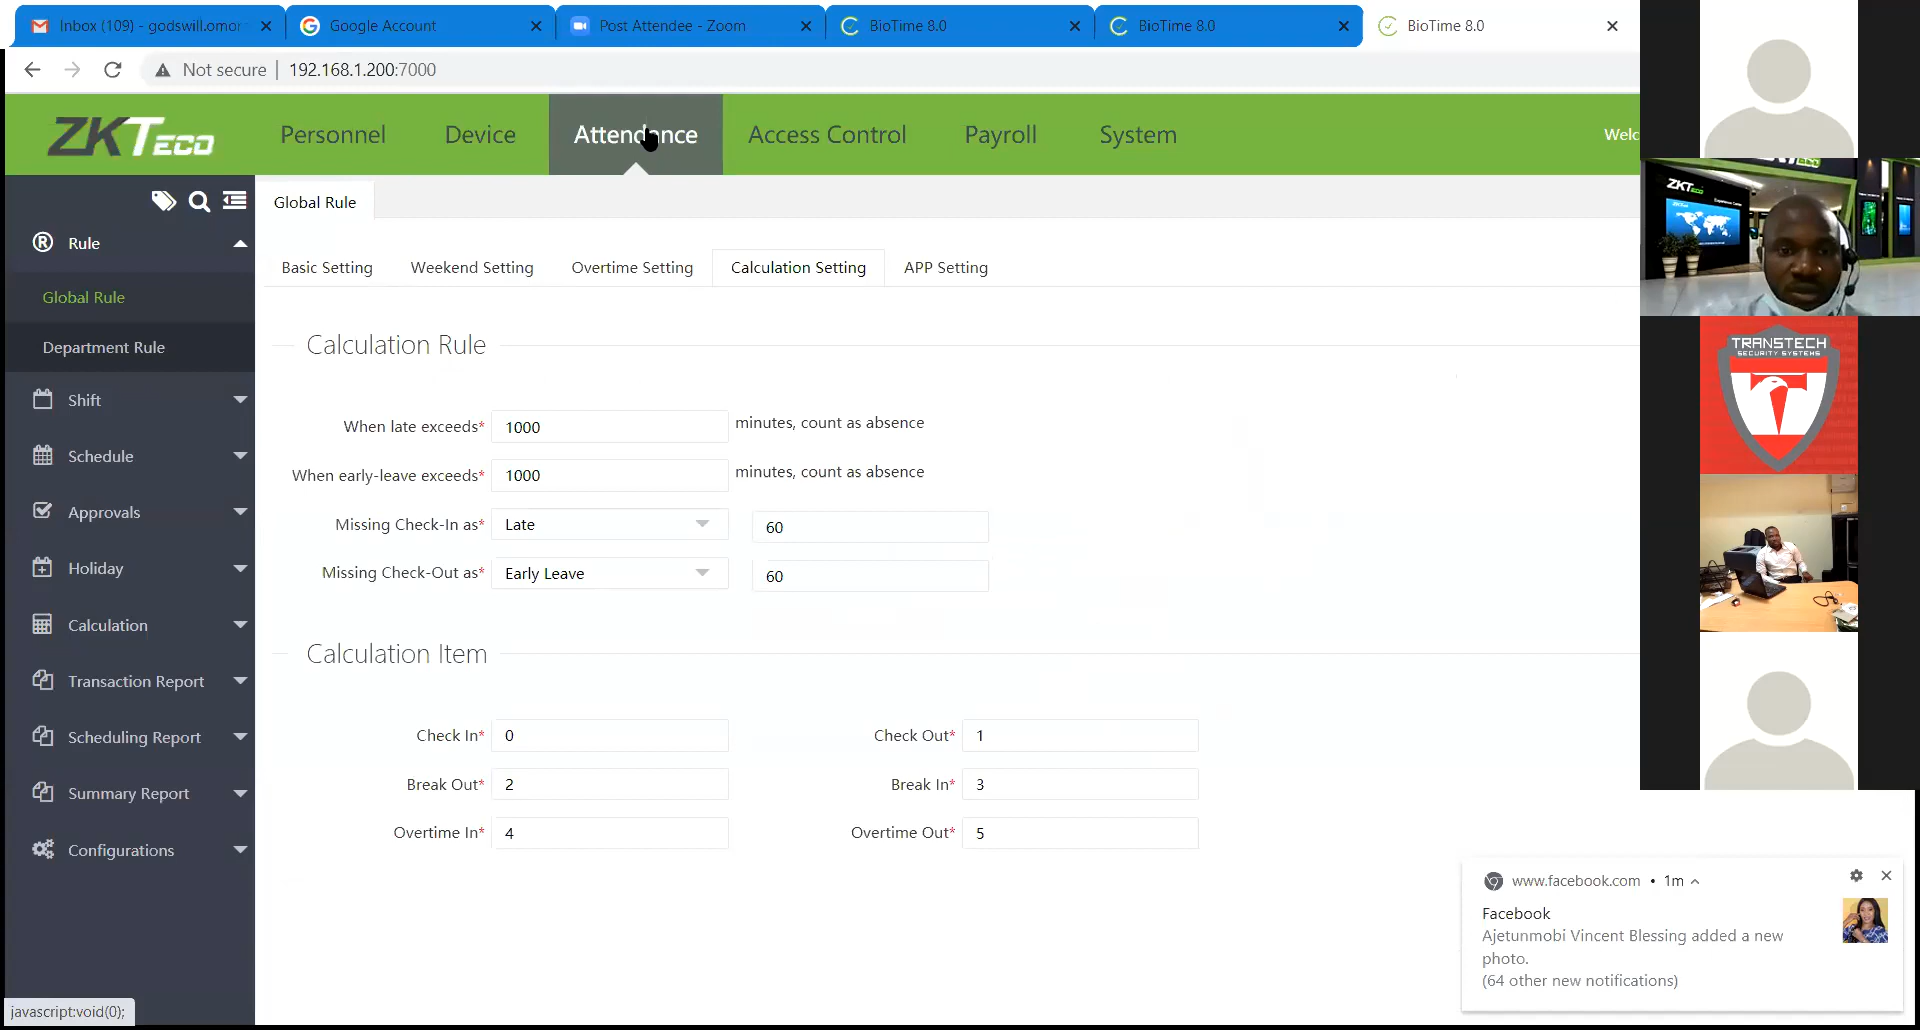 Inbox (109) - godswill.omor
Google Account
Post Attendee - Zoom
BioTime 8.0
BioTime 8.0
BioTime 8.0
Not secure
192.168.1.200:7000
ZKTeco
Personnel
Device
Attendance
Access Control
Payroll
System
Welc
Global Rule
Rule
Global Rule
Department Rule
Shift
Schedule
Approvals
Holiday
Calculation
Transaction Report
Scheduling Report
Summary Report
Configurations
Basic Setting
Weekend Setting
Overtime Setting
Calculation Setting
APP Setting
Calculation Rule
When late exceeds* 1000 minutes, count as absence
When early-leave exceeds* 1000 minutes, count as absence
Missing Check-In as* Late 60
Missing Check-Out as* Early Leave 60
Calculation Item
Check In* 0 Check Out* 1
Break Out* 2 Break In* 3
Overtime In* 4 Overtime Out* 5
ZKTeco
TRANSTECH
SECURITY SYSTEMS
www.facebook.com • 1m
Facebook
Ajetunmobi Vincent Blessing added a new
photo.
(64 other new notifications)
javascript:void(0);